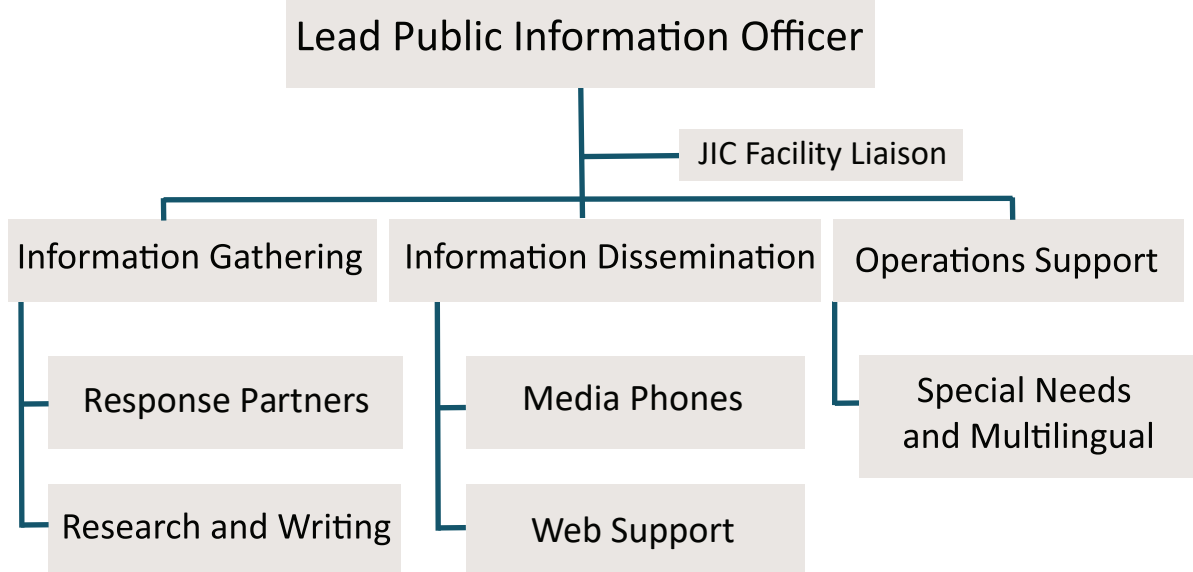 Lead Public Information Officer
JIC Facility Liaison
Information Gathering
Information Dissemination
Operations Support
Response Partners
Media Phones
Special Needs
and Multilingual
Research and Writing
Web Support